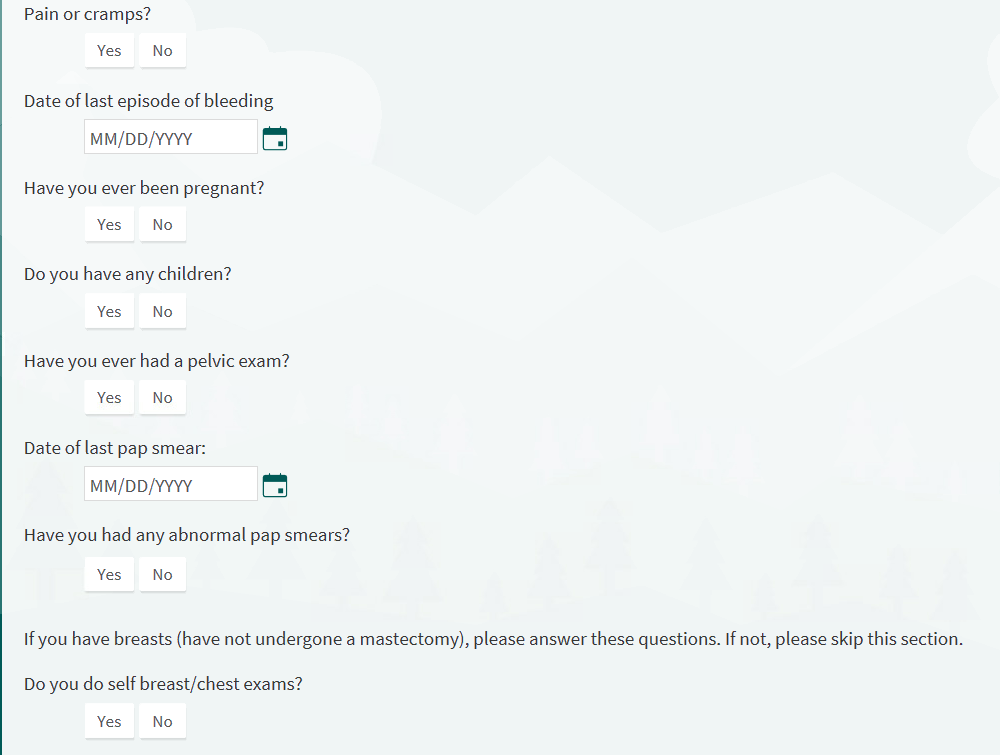 Pain or cramps?
Yes No
Date of last episode of bleeding
MM/DD/YYYY
Have you ever been pregnant?
Yes No
Do you have any children?
Yes No
Have you ever had a pelvic exam?
Yes No
Date of last pap smear:
MM/DD/YYYY
Have you had any abnormal pap smears?
Yes No
If you have breasts (have not undergone a mastectomy), please answer these questions. If not, please skip this section.
Do you do self breast/chest exams?
Yes No